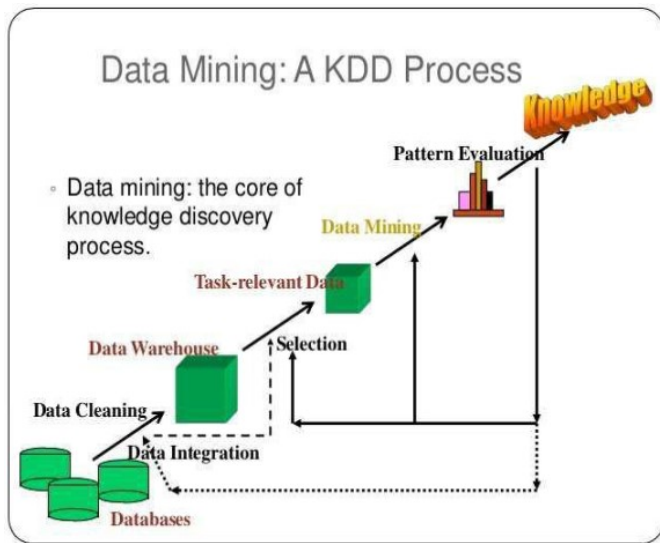 Data Mining: A KDD Process
Knowledge
Pattern Evaluation
◦ Data mining: the core of
knowledge discovery
process.
Data Mining
Task-relevant Data
Selection
Data Warehouse
Data Cleaning
Data Integration
Databases